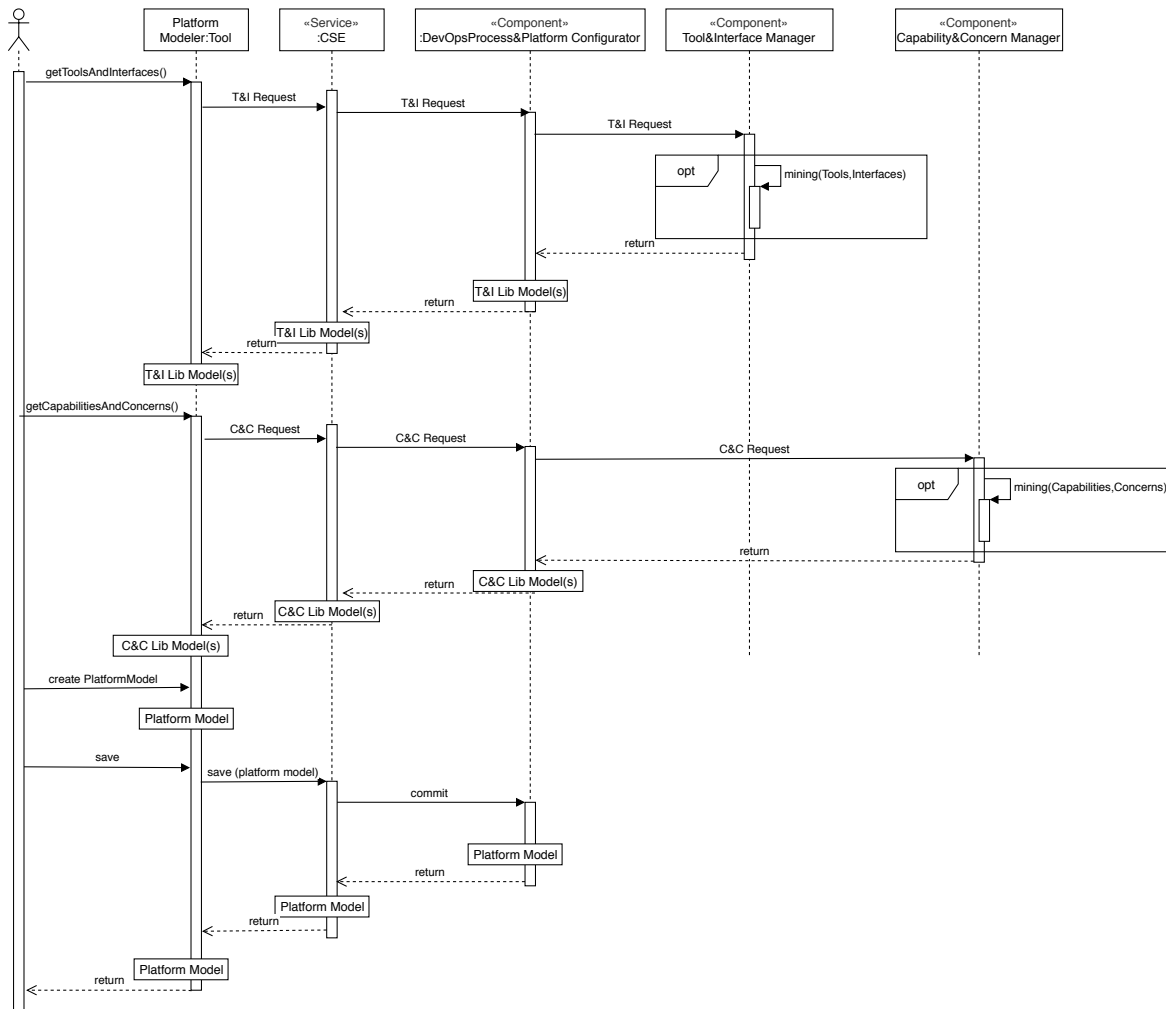 Platform
Modeler:Tool
«Service»
:CSE
«Component»
:DevOpsProcess&Platform Configurator
«Component»
Tool&Interface Manager
«Component»
Capability&Concern Manager
getToolsAndInterfaces()
T&I Request
T&I Request
T&I Request
opt
mining(Tools,Interfaces)
return
T&I Lib Model(s)
return
T&I Lib Model(s)
return
T&I Lib Model(s)
getCapabilitiesAndConcerns()
C&C Request
C&C Request
C&C Request
opt
mining(Capabilities,Concerns)
return
C&C Lib Model(s)
return
C&C Lib Model(s)
return
C&C Lib Model(s)
create PlatformModel
Platform Model
save
save (platform model)
commit
Platform Model
return
Platform Model
return
Platform Model
return